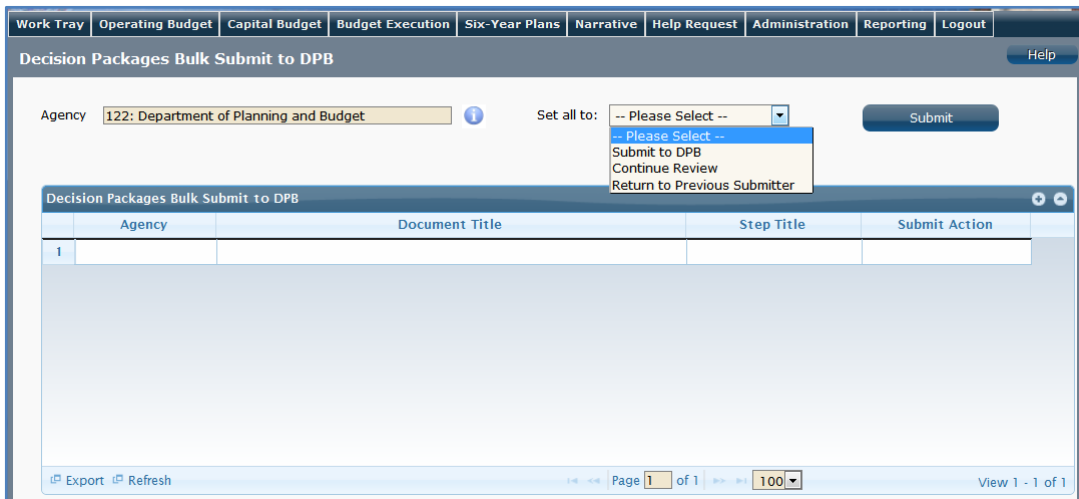 Work Tray Operating Budget Capital Budget Budget Execution Six-Year Plans Narrative Help Request Administration Reporting Logout
Decision Packages Bulk Submit to DPB Help
Agency 122: Department of Planning and Budget i Set all to: -- Please Select -- Submit
-- Please Select --
Submit to DPB
Continue Review
Return to Previous Submitter
Decision Packages Bulk Submit to DPB
Agency Document Title Step Title Submit Action
1
Export Refresh Page 1 of 1 100 View 1 - 1 of 1